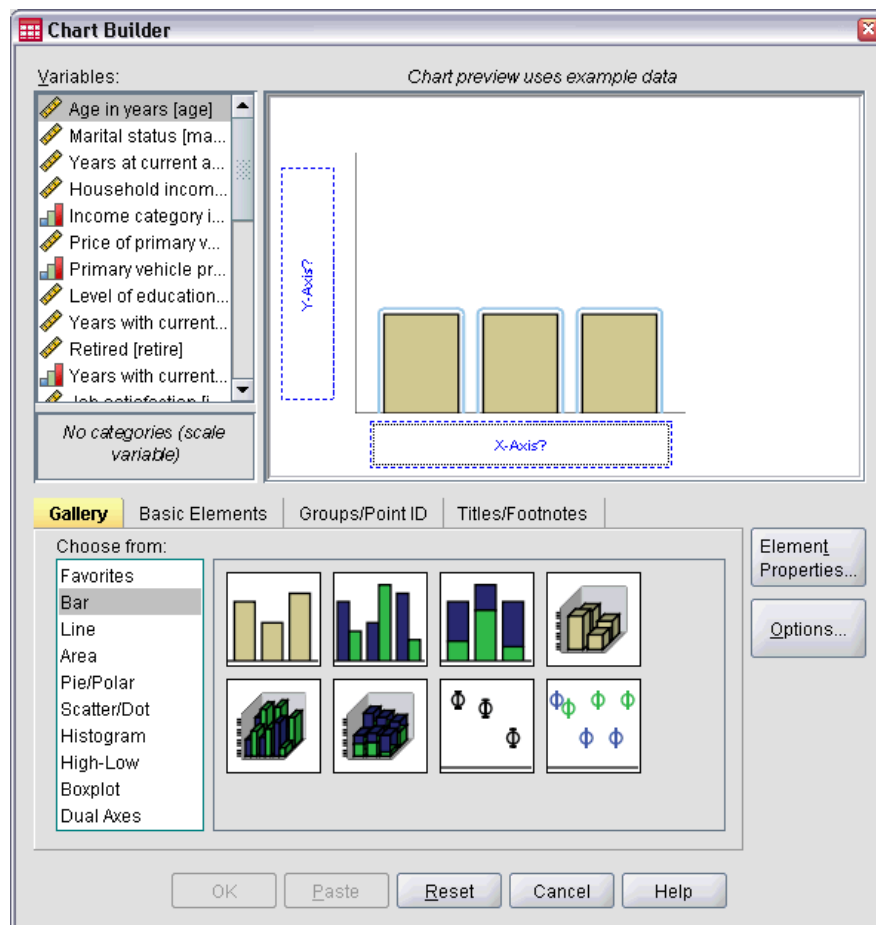 Chart Builder
Variables:
Chart preview uses example data
Age in years [age]
Marital status [ma...
Years at current a...
Household incom...
Income category i...
Price of primary v...
Primary vehicle pr...
Level of education...
Years with current...
Retired [retire]
Years with current...
Job satisfaction [j...
No categories (scale
variable)
Y-Axis?
X-Axis?
Gallery
Basic Elements
Groups/Point ID
Titles/Footnotes
Choose from:
Favorites
Bar
Line
Area
Pie/Polar
Scatter/Dot
Histogram
High-Low
Boxplot
Dual Axes
Element
Properties...
Options...
OK
Paste
Reset
Cancel
Help